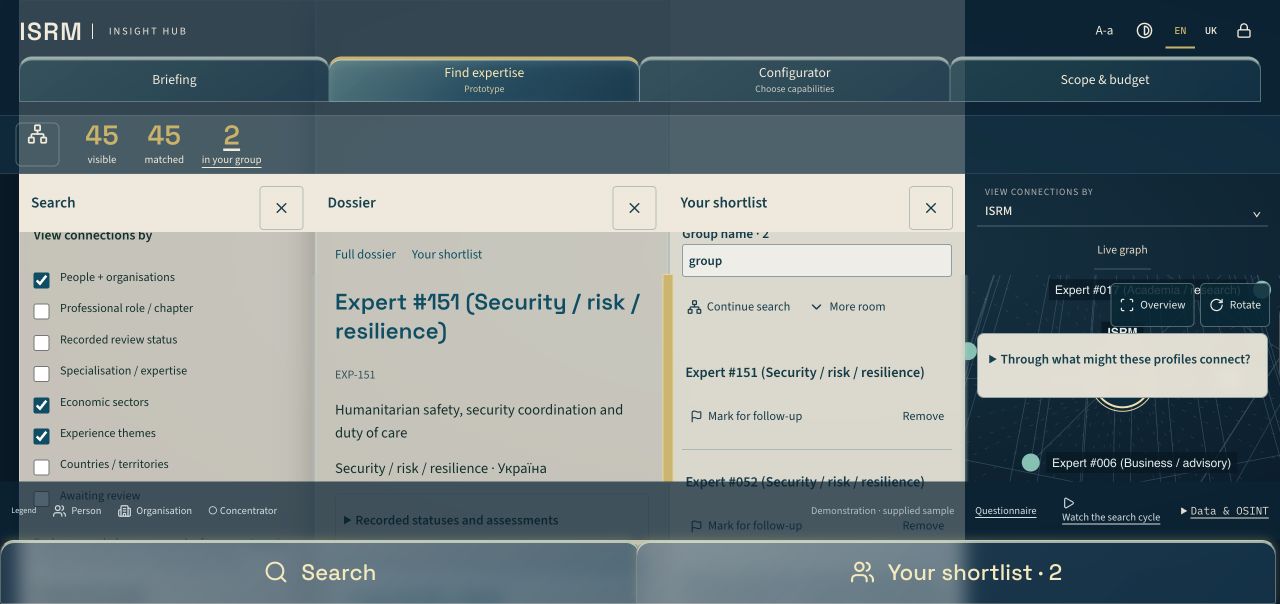 ISRM
INSIGHT HUB
A-a
EN
UK
Briefing
Find expertise
Prototype
Configurator
Choose capabilities
Scope & budget
45
visible
45
matched
2
in your group
Search
Dossier
Your shortlist
View connections by
People + organisations
Professional role / chapter
Recorded review status
Specialisation / expertise
Economic sectors
Experience themes
Countries / territories
Awaiting review
Full dossier
Your shortlist
Expert #151 (Security / risk /
resilience)
EXP-151
Humanitarian safety, security coordination and
duty of care
Security / risk / resilience · Україна
Recorded statuses and assessments
Group name · 2
group
Continue search
More room
Expert #151 (Security / risk / resilience)
Mark for follow-up
Remove
Expert #052 (Security / risk / resilience)
Mark for follow-up
Remove
VIEW CONNECTIONS BY
ISRM
Live graph
Expert #017 (Academia / research)
Overview
Rotate
ISRM
Through what might these profiles connect?
Expert #006 (Business / advisory)
Legend
Person
Organisation
Concentrator
Demonstration · supplied sample
Questionnaire
Watch the search cycle
Data & OSINT
Search
Your shortlist · 2